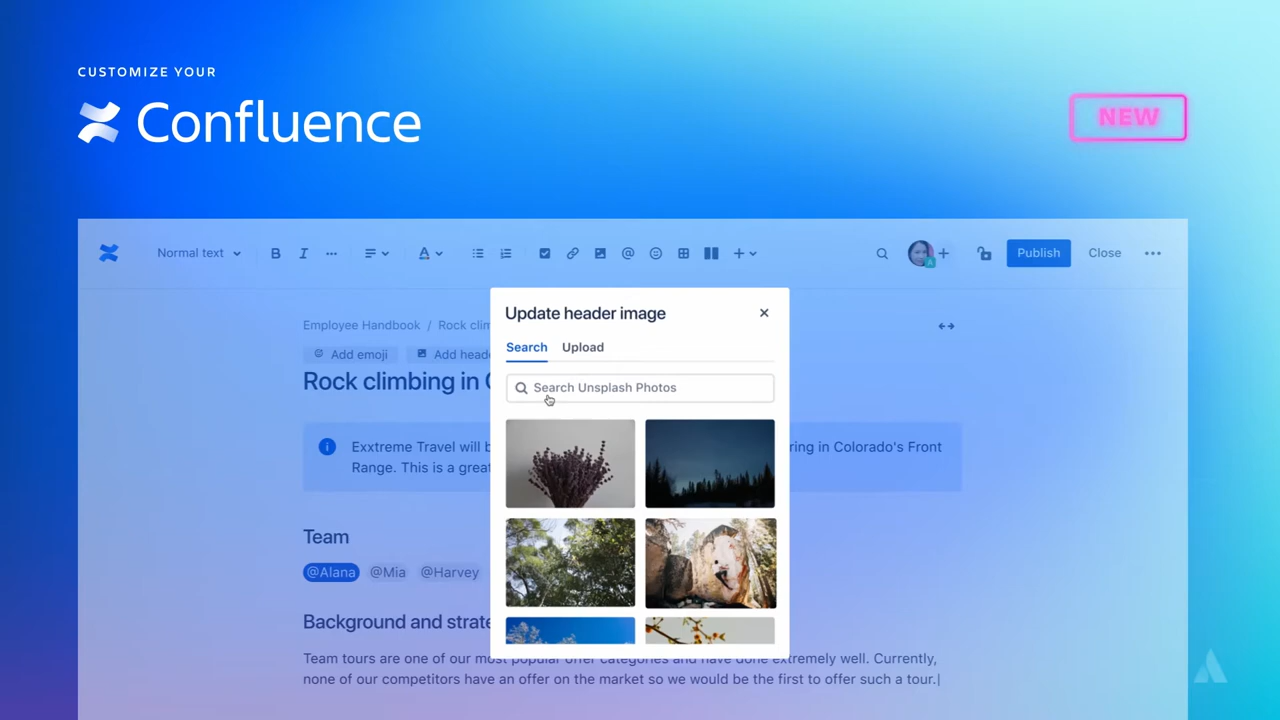 CUSTOMIZE YOUR
Confluence
NEW
Normal text
B I
A
@
A
Publish
Close
Update header image
Search Upload
Search Unsplash Photos
Employee Handbook / Rock clim
Add emoji
Add heade
Rock climbing in C
Exxtreme Travel will b
ring in Colorado's Front
Range. This is a great
Team
@Alana @Mia @Harvey
Background and strate
Team tours are one of our most popular offer categories and have done extremely well. Currently,
none of our competitors have an offer on the market so we would be the first to offer such a tour.